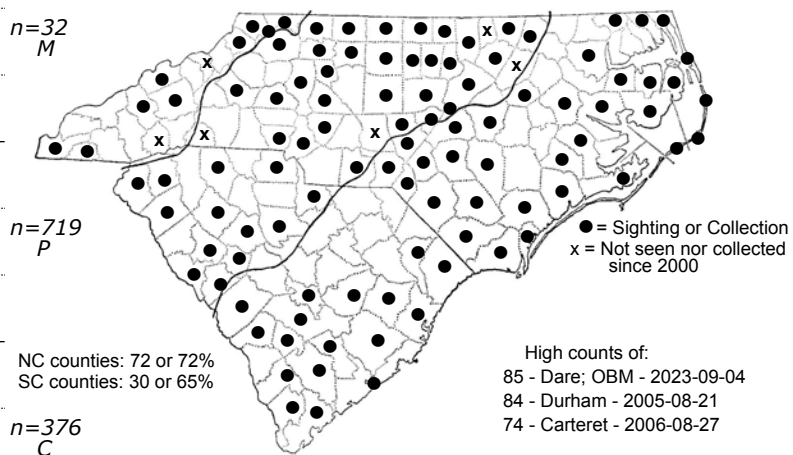 n=32
M
n=719
P
n=376
C
x
x
x
x
x
x
● = Sighting or Collection
x = Not seen nor collected
since 2000
NC counties: 72 or 72%
SC counties: 30 or 65%
High counts of:
85 - Dare; OBM - 2023-09-04
84 - Durham - 2005-08-21
74 - Carteret - 2006-08-27